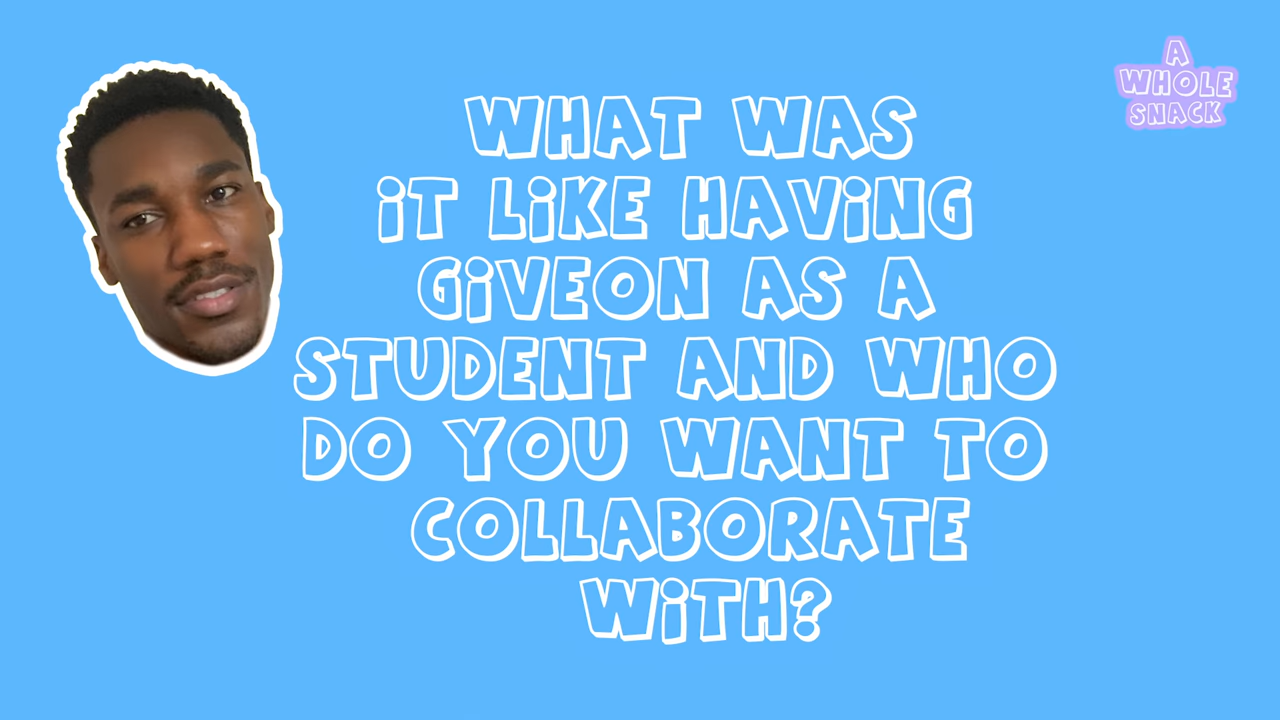 WHAT WAS
iT LiKE HAViNG
GiVEON AS A
STUDENT AND WHO
DO YOU WANT TO
COLLABORATE
WiTH?
A
WHOLE
SNACK